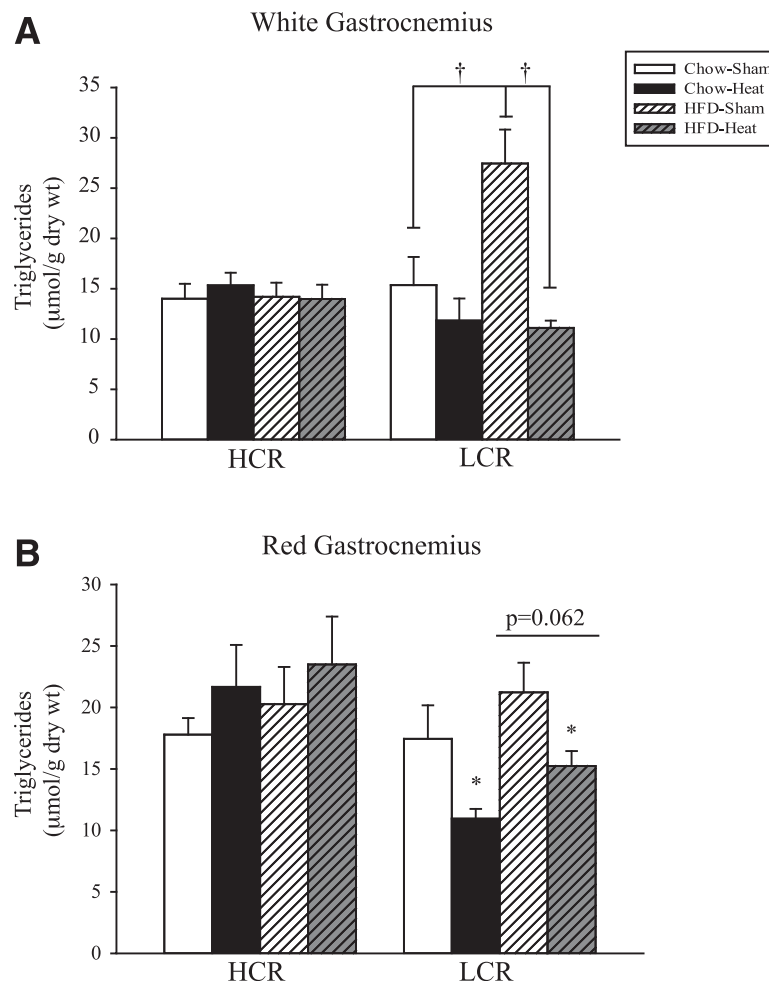 A
White Gastrocnemius
Chow-Sham
Chow-Heat
HFD-Sham
HFD-Heat
Triglycerides
(μmol/g dry wt)
35
30
25
20
15
10
5
0
†
†
HCR
LCR
B
Red Gastrocnemius
Triglycerides
(μmol/g dry wt)
30
25
20
15
10
5
0
p=0.062
*
*
HCR
LCR